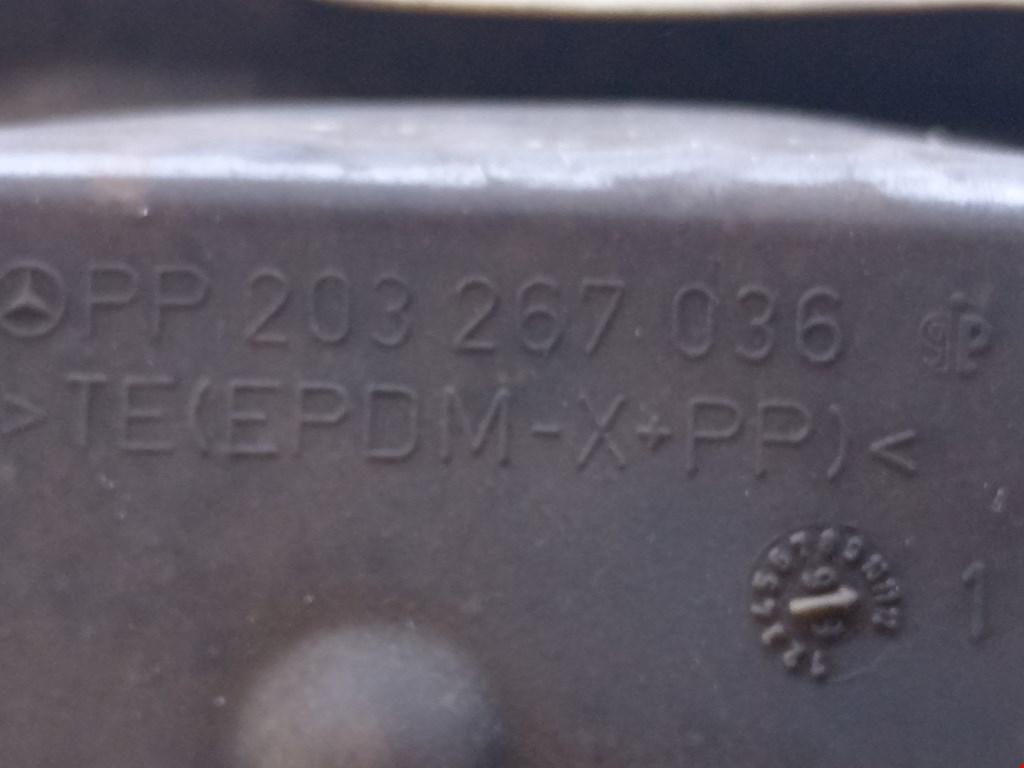 PP 203 267 036
>TE(EPDM-X+PP)<
1